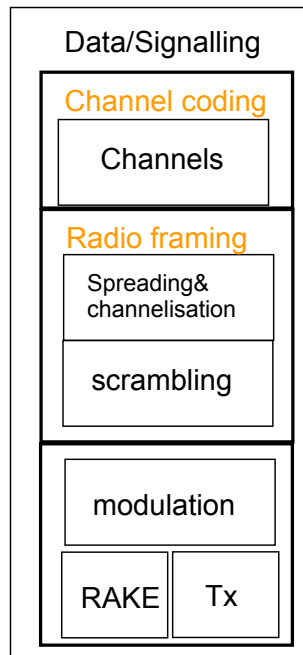 Data/Signalling
Channel coding
Channels
Radio framing
Spreading&
channelisation
scrambling
modulation
RAKE
Tx